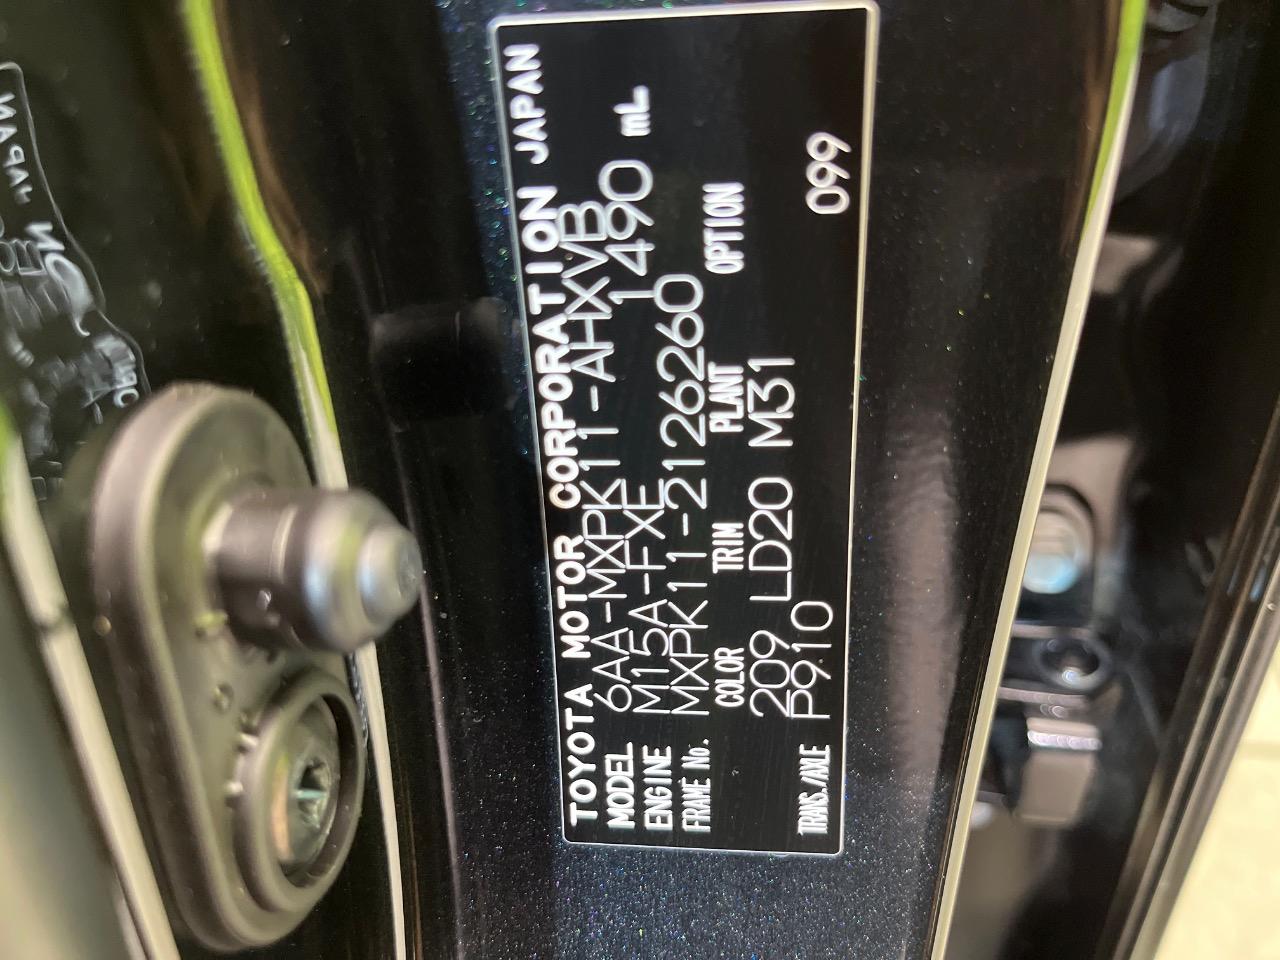 TOYOTA MOTOR CORPORATION JAPAN
MODEL 6AA-MXPK11-AHXVB
ENGINE M15A-FXE 1490 mL
FRAME No. MXPK11-2126260
COLOR TRIM PLANT OPTION
209 LD20 M31
TRANS./AXLE P910 099